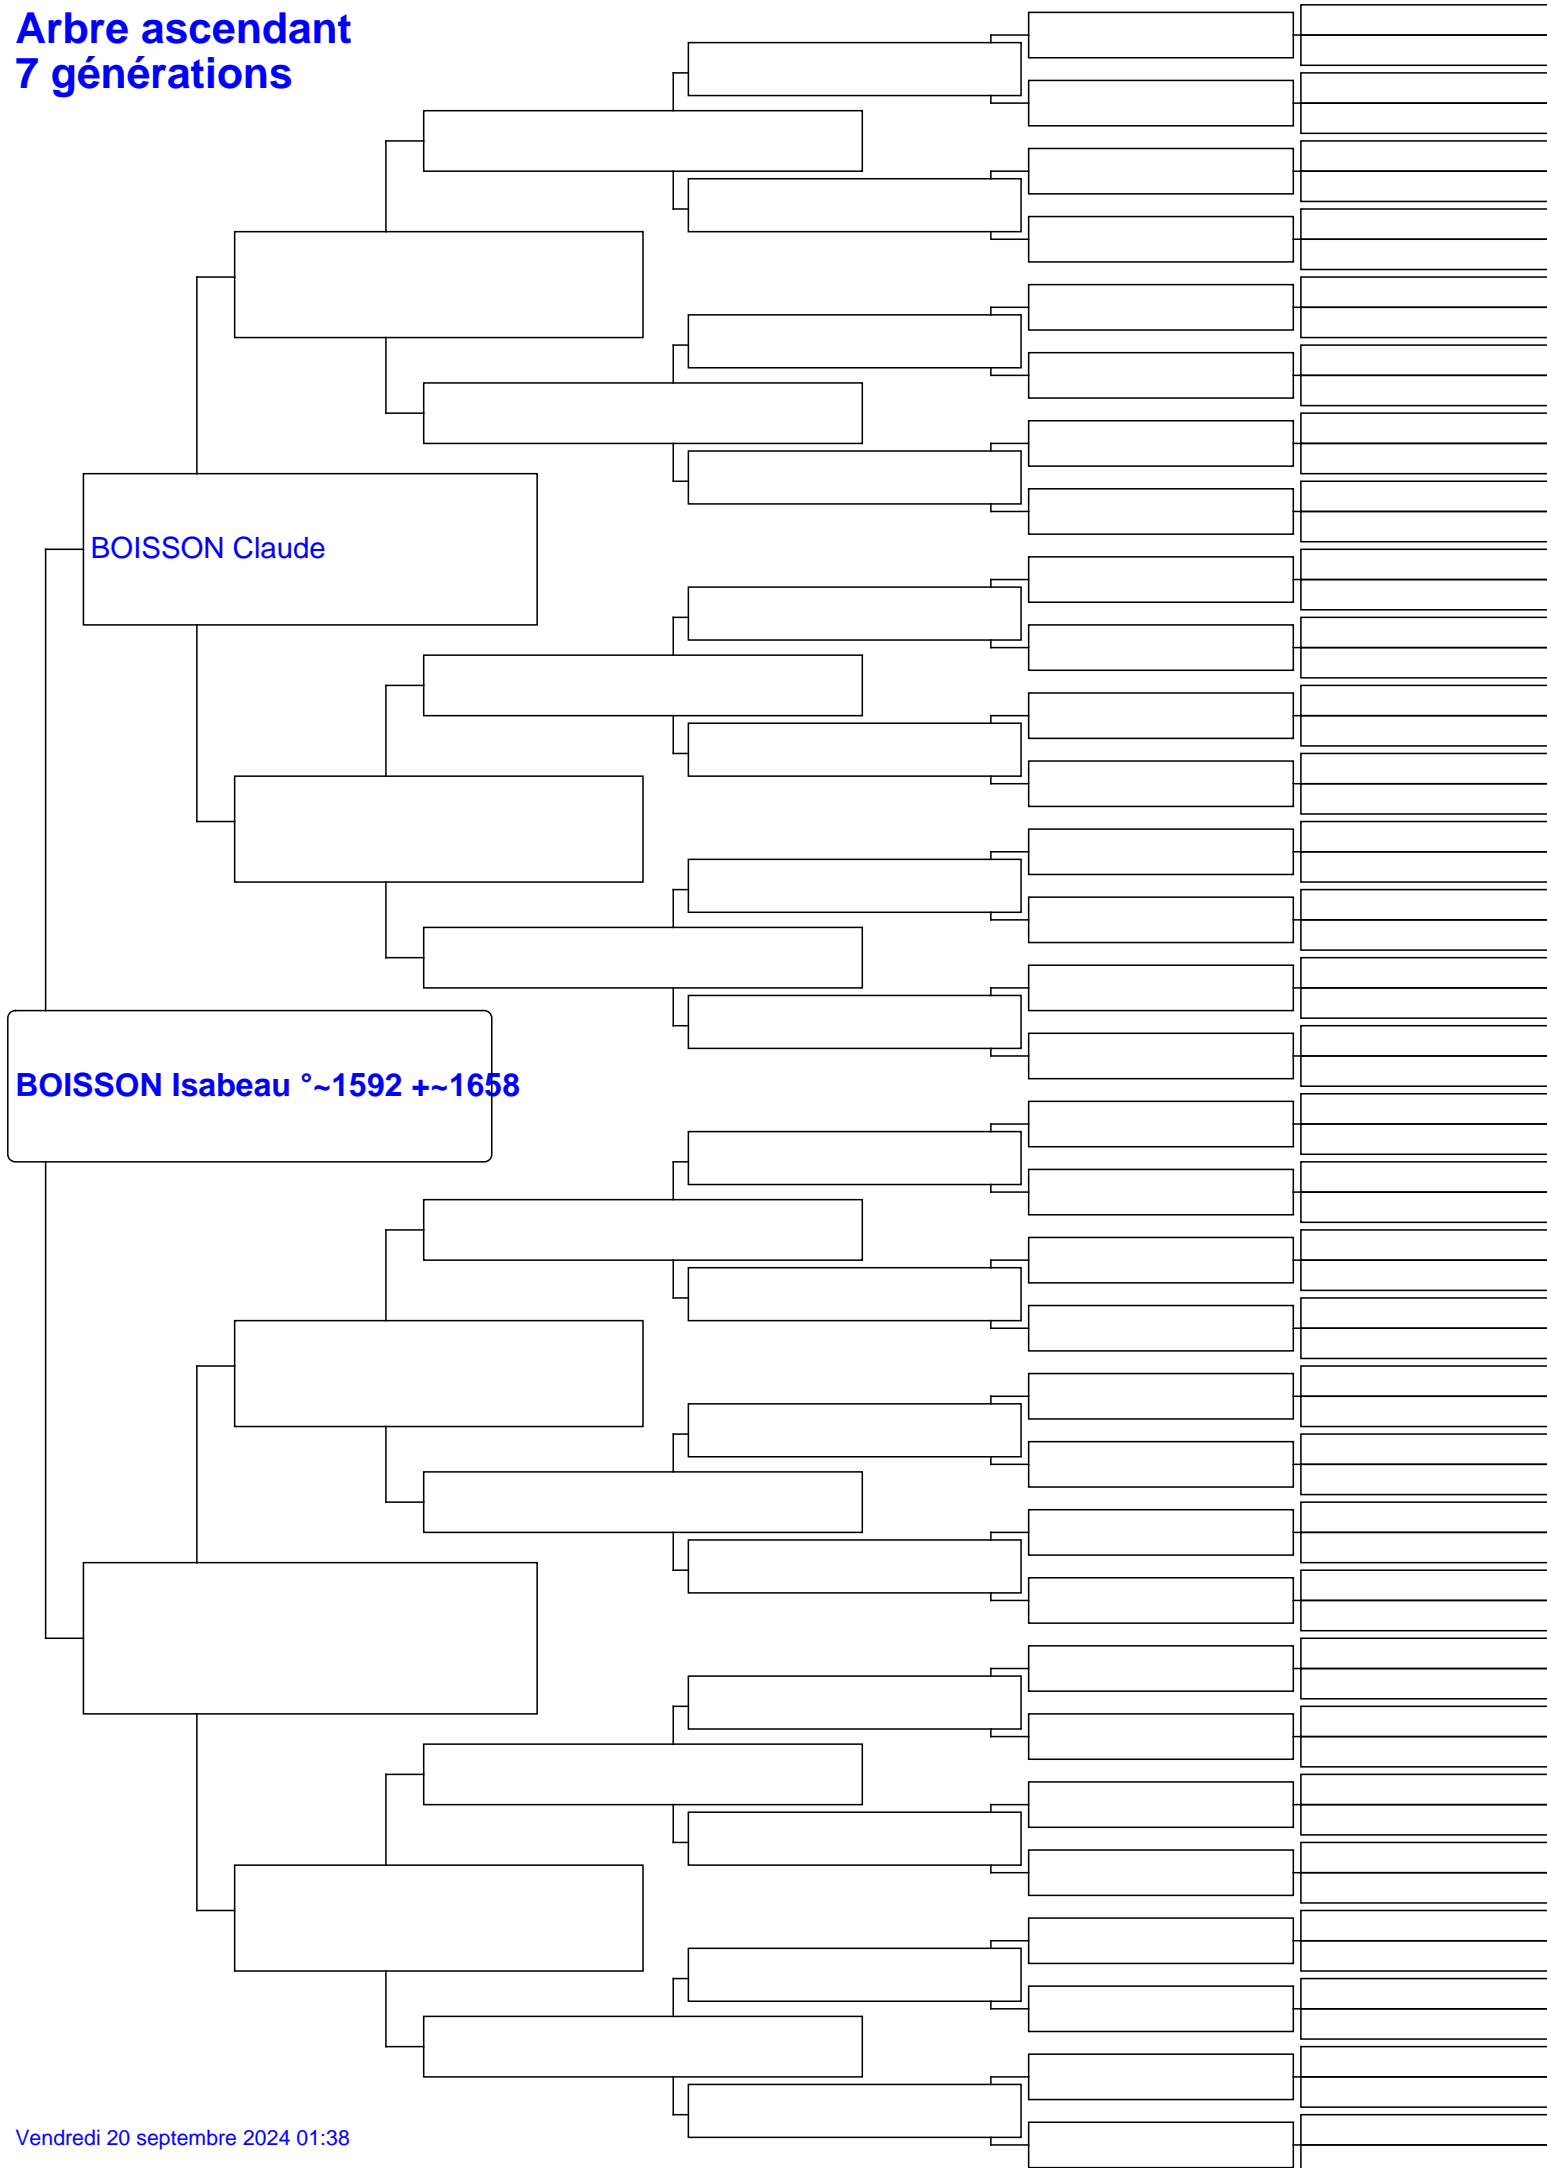 Arbre ascendant
7 générations
BOISSON Claude
BOISSON Isabeau °~1592 +~1658
Vendredi 20 septembre 2024 01:38